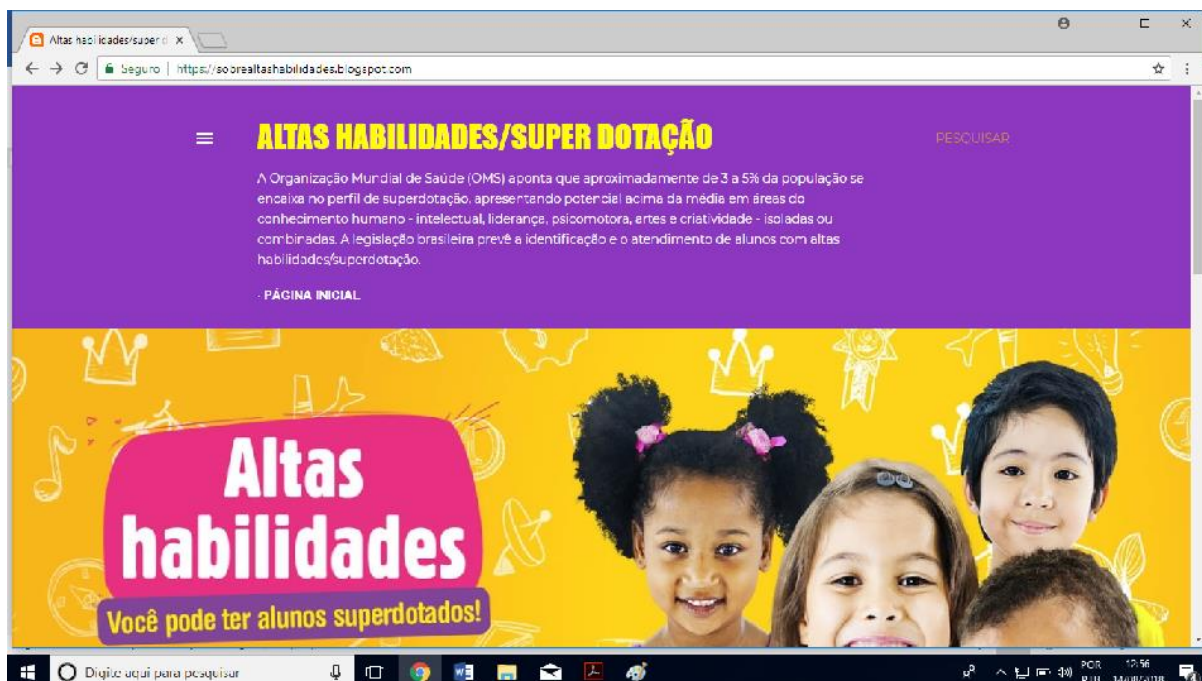 Altas habilidades/super d
Seguro | https://sobrealtashabilidades.blogspot.com
ALTAS HABILIDADES/SUPER DOTAÇÃO
PESQUISAR
A Organização Mundial de Saúde (OMS) aponta que aproximadamente de 3 a 5% da população se
encaixa no perfil de superdotação, apresentando potencial acima da média em áreas do
conhecimento humano - intelectual, liderança, psicomotora, artes e criatividade - isoladas ou
combinadas. A legislação brasileira prevê a identificação e o atendimento de alunos com altas
habilidades/superdotação.
- PÁGINA INICIAL
Altas
habilidades
Você pode ter alunos superdotados!
Digite aqui para pesquisar
POR
12:56
14/08/2018